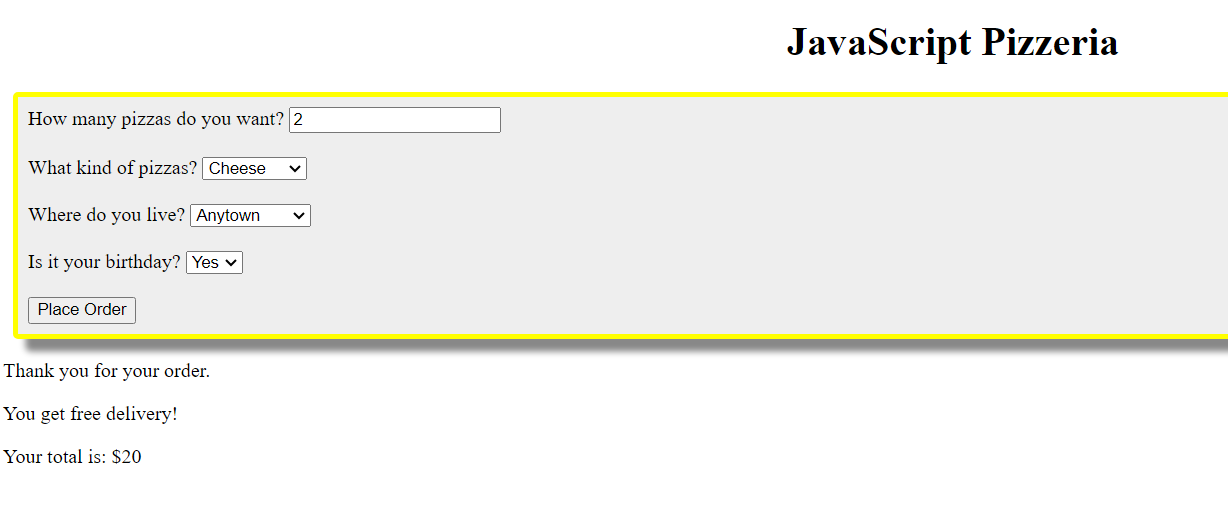 JavaScript Pizzeria
How many pizzas do you want? 2
What kind of pizzas? Cheese
Where do you live? Anytown
Is it your birthday? Yes
Place Order
Thank you for your order.
You get free delivery!
Your total is: $20